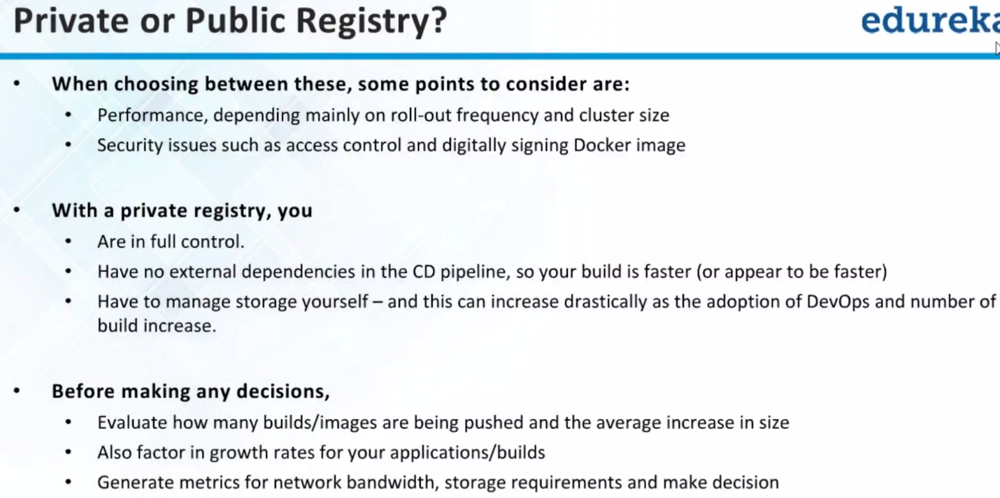 Private or Public Registry?
edureka
• When choosing between these, some points to consider are:
• Performance, depending mainly on roll-out frequency and cluster size
• Security issues such as access control and digitally signing Docker image
• With a private registry, you
• Are in full control.
• Have no external dependencies in the CD pipeline, so your build is faster (or appear to be faster)
• Have to manage storage yourself – and this can increase drastically as the adoption of DevOps and number of
build increase.
• Before making any decisions,
• Evaluate how many builds/images are being pushed and the average increase in size
• Also factor in growth rates for your applications/builds
• Generate metrics for network bandwidth, storage requirements and make decision